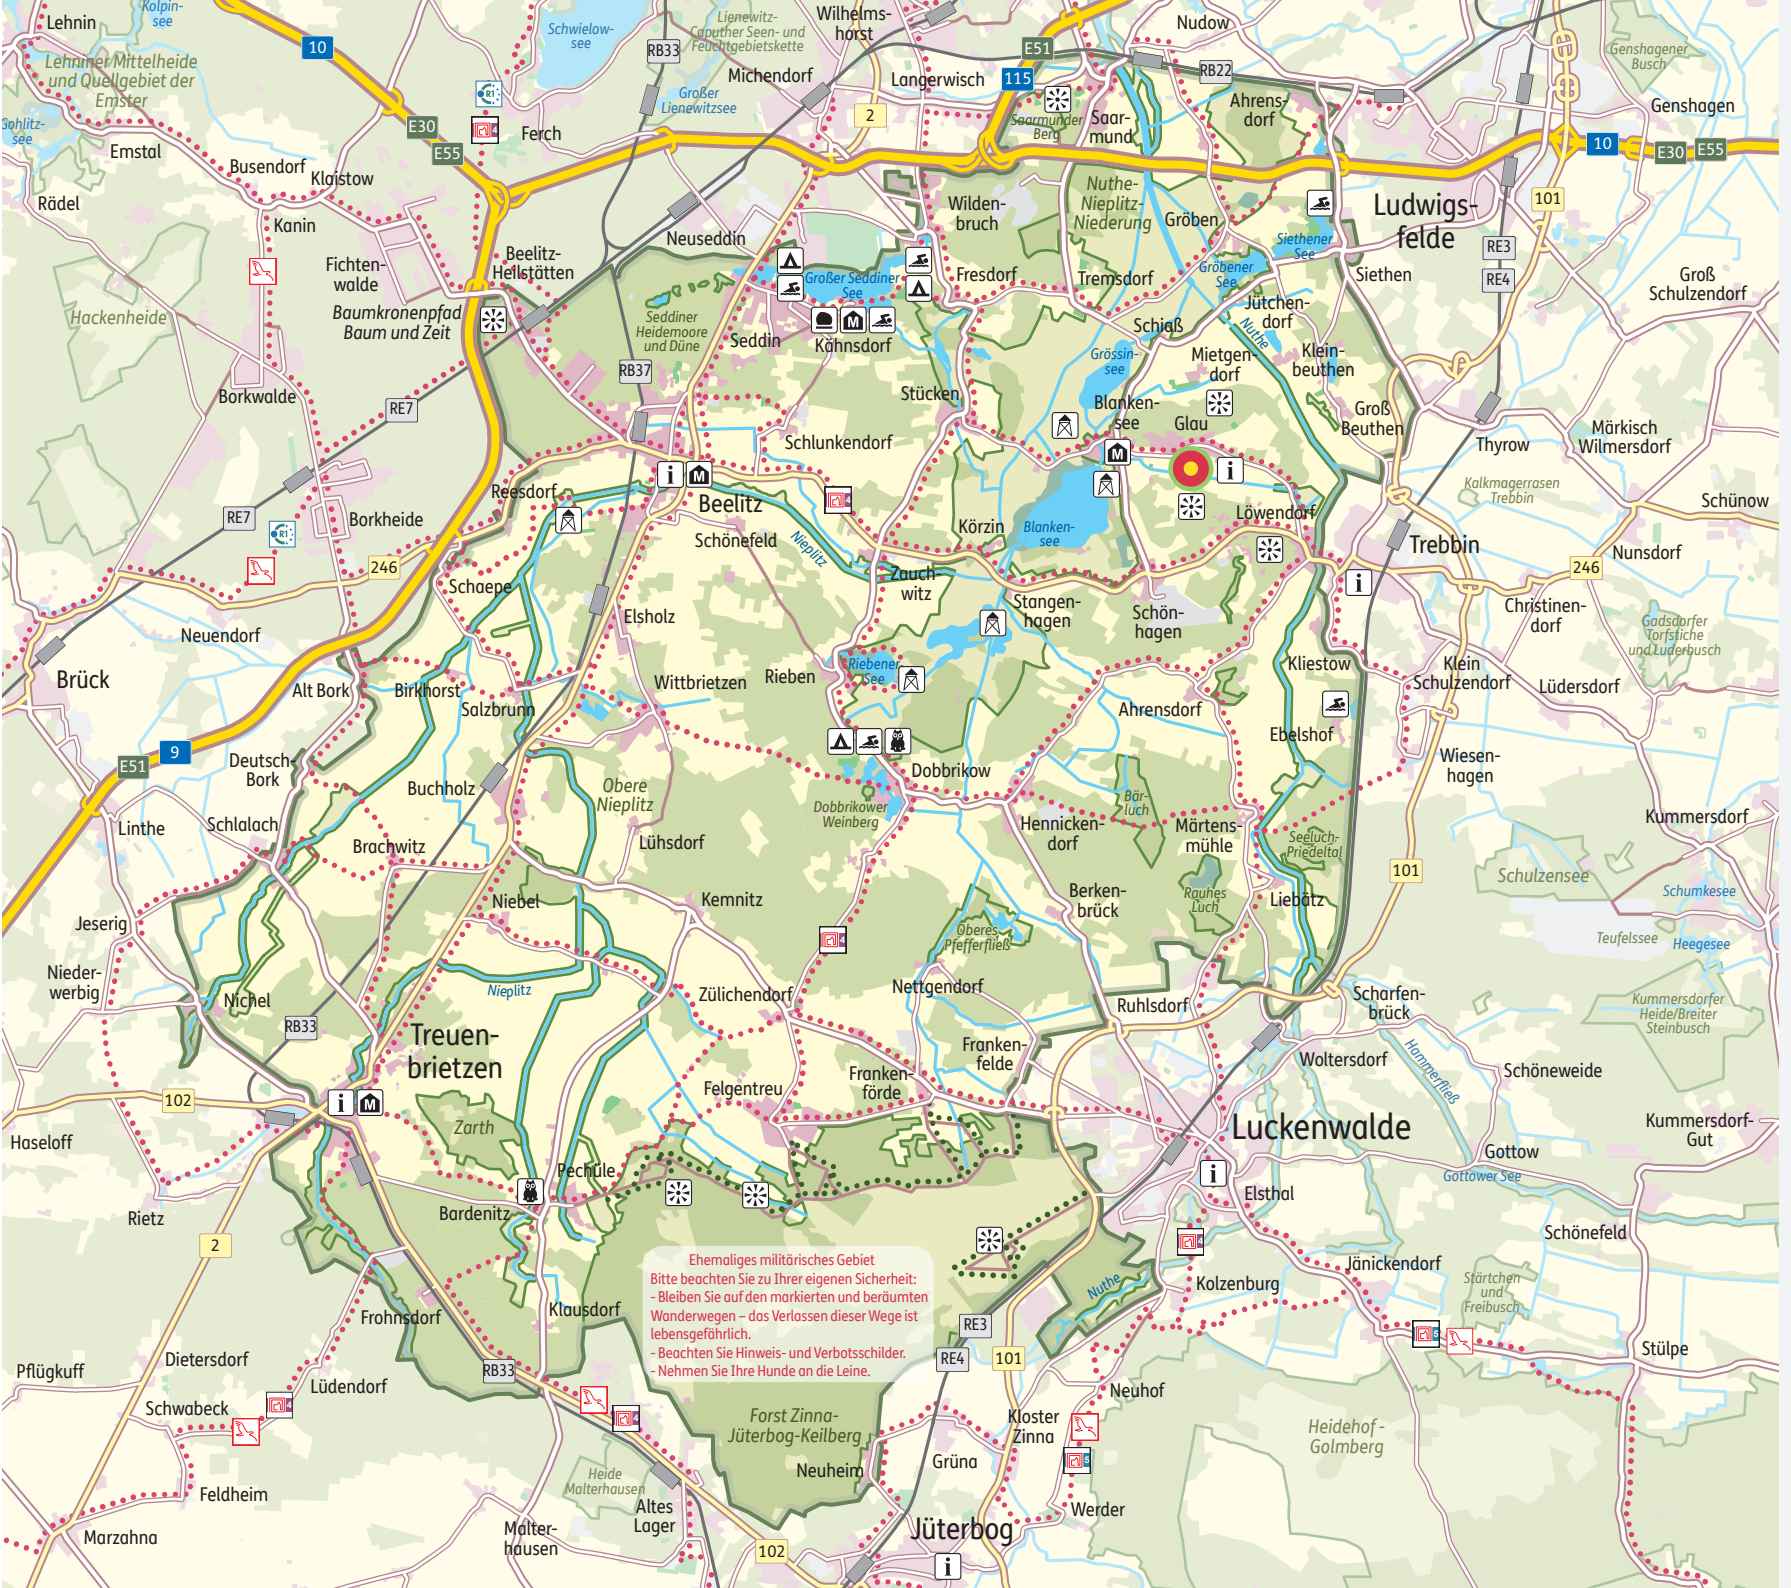 Lehnin
Kolpin-
see
Lehniner Mittelheide
und Quellgebiet der
Emster
Gohlitz-
see
Emstal
Rädel
Busendorf
Klaistow
Kanin
10
E30
E55
R1
4
Ferch
Schwielow-
see
RB33
Lienewitz-
Caputher Seen- und
Feuchtgebietskette
Großer
Lienewitzsee
Michendorf
Wilhelms-
horst
Langerwisch
2
E51
115
Saarmunder
Berg
Saar-
mund
Nudow
RB22
Ahrens-
dorf
Genshagener
Busch
Genshagen
10
E30
E55
101
Ludwigs-
felde
RE3
RE4
Groß
Schulzendorf
Siethen
Siethener
See
Gröben
Gröbener
See
Jütchen-
dorf
Nuthe-
Nieplitz-
Niederung
Wilden-
bruch
Fresdorf
Tremsdorf
Schiaß
Nuthe
Klein-
beuthen
Mietgen-
dorf
Grössin-
see
Neuseddin
Großer Seddiner
See
Seddiner
Heidemoore
und Düne
Seddin
M
Kähnsdorf
Beelitz-
Heilstätten
Fichten-
walde
Baumkronenpfad
Baum und Zeit
Hackenheide
Borkwalde
RE7
RB37
Stücken
Blanken-
see
Glau
Groß
Beuthen
Thyrow
Märkisch
Wilmersdorf
Schlunkendorf
M
i
Kalkmagerrasen
Trebbin
Schünow
Reesdorf
i
M
Beelitz
4
RE7
R1
Borkheide
Schönefeld
Nieplitz
Körzin
Blanken-
see
Löwendorf
Trebbin
Nunsdorf
246
246
Schaepe
Zauch-
witz
Stangen-
hagen
Schön-
hagen
i
Christinen-
dorf
Gadsdorfer
Torfstiche
und Luderbusch
Neuendorf
Elsholz
Brück
Alt Bork
Birkhorst
Salzbrunn
Wittbrietzen
Rieben
Riebener
See
Kliestow
Klein
Schulzendorf
Lüdersdorf
Ahrensdorf
Ebelshof
Wiesen-
hagen
9
E51
Deutsch-
Bork
Buchholz
Obere
Nieplitz
Dobbrikow
Dobbrikower
Weinberg
Bär-
luch
Hennicken-
dorf
Märtens-
mühle
Seeluch-
Priedeltal
Kummersdorf
Linthe
Schlalach
Brachwitz
Lühsdorf
101
Schulzensee
Schumkesee
Jeserig
Niebel
Kemnitz
Berken-
brück
Rauhes
Luch
Liebätz
Teufelssee
Heegesee
4
Oberes
Pfefferfließ
Nieder-
werbig
Nichel
Nieplitz
Zülichendorf
Nettgendorf
Ruhlsdorf
Scharfen-
brück
Kummersdorfer
Heide/Breiter
Steinbusch
RB33
Treuen-
brietzen
Franken-
felde
Franken-
förde
Felgentreu
Woltersdorf
Hammerfließ
Schöneweide
102
i
M
Zarth
Haseloff
Luckenwalde
Kummersdorf-
Gut
Gottow
Gottower See
i
Elsthal
Pechüle
Bardenitz
Rietz
2
4
Schönefeld
Jänickendorf
Kolzenburg
Nuthe
Stärtchen
und
Freibusch
Ehemaliges militärisches Gebiet
Bitte beachten Sie zu Ihrer eigenen Sicherheit:
- Bleiben Sie auf den markierten und beräumten
Wanderwegen – das Verlassen dieser Wege ist
lebensgefährlich.
- Beachten Sie Hinweis- und Verbotsschilder.
- Nehmen Sie Ihre Hunde an die Leine.
Klausdorf
Frohnsdorf
RE3
RE4
101
5
Stülpe
Pflügkuff
Dietersdorf
Lüdendorf
RB33
Schwabeck
4
4
Neuhof
Kloster
Zinna
5
Heidehof-
Golmberg
Forst Zinna-
Jüterbog-Keilberg
Neuheim
Grüna
Werder
Heide
Malterhausen
Altes
Lager
Feldheim
Marzahna
Malter-
hausen
102
Jüterbog
i